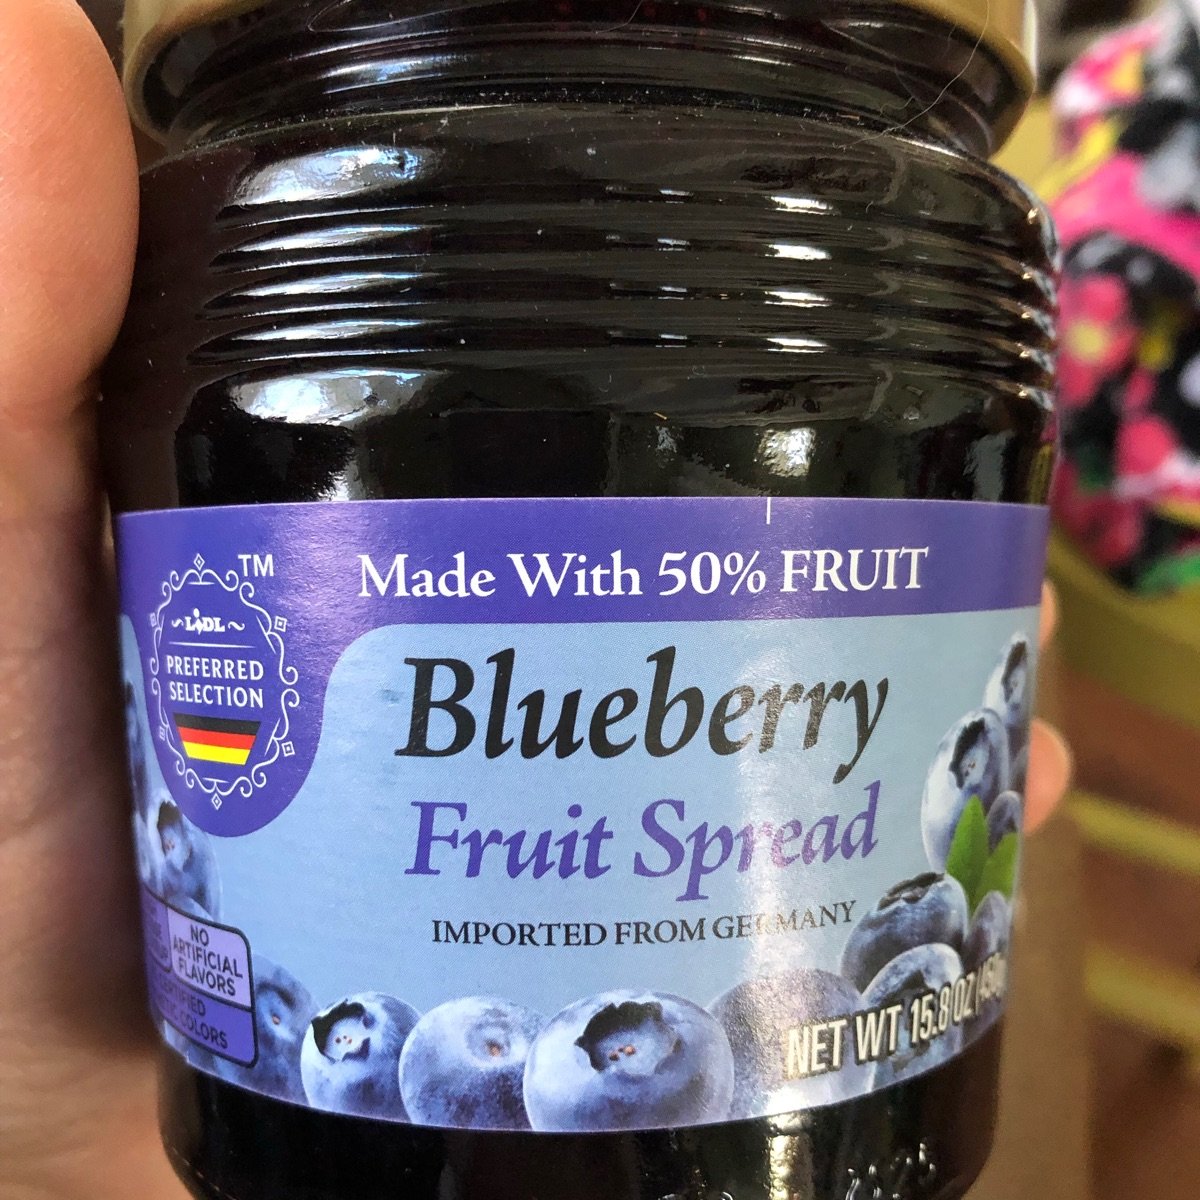 Made With 50% FRUIT
TM
LIDL
PREFERRED
SELECTION
Blueberry
Fruit Spread
IMPORTED FROM GERMANY
NO
ARTIFICIAL
FLAVORS
COLORS
NET WT 15.8 OZ